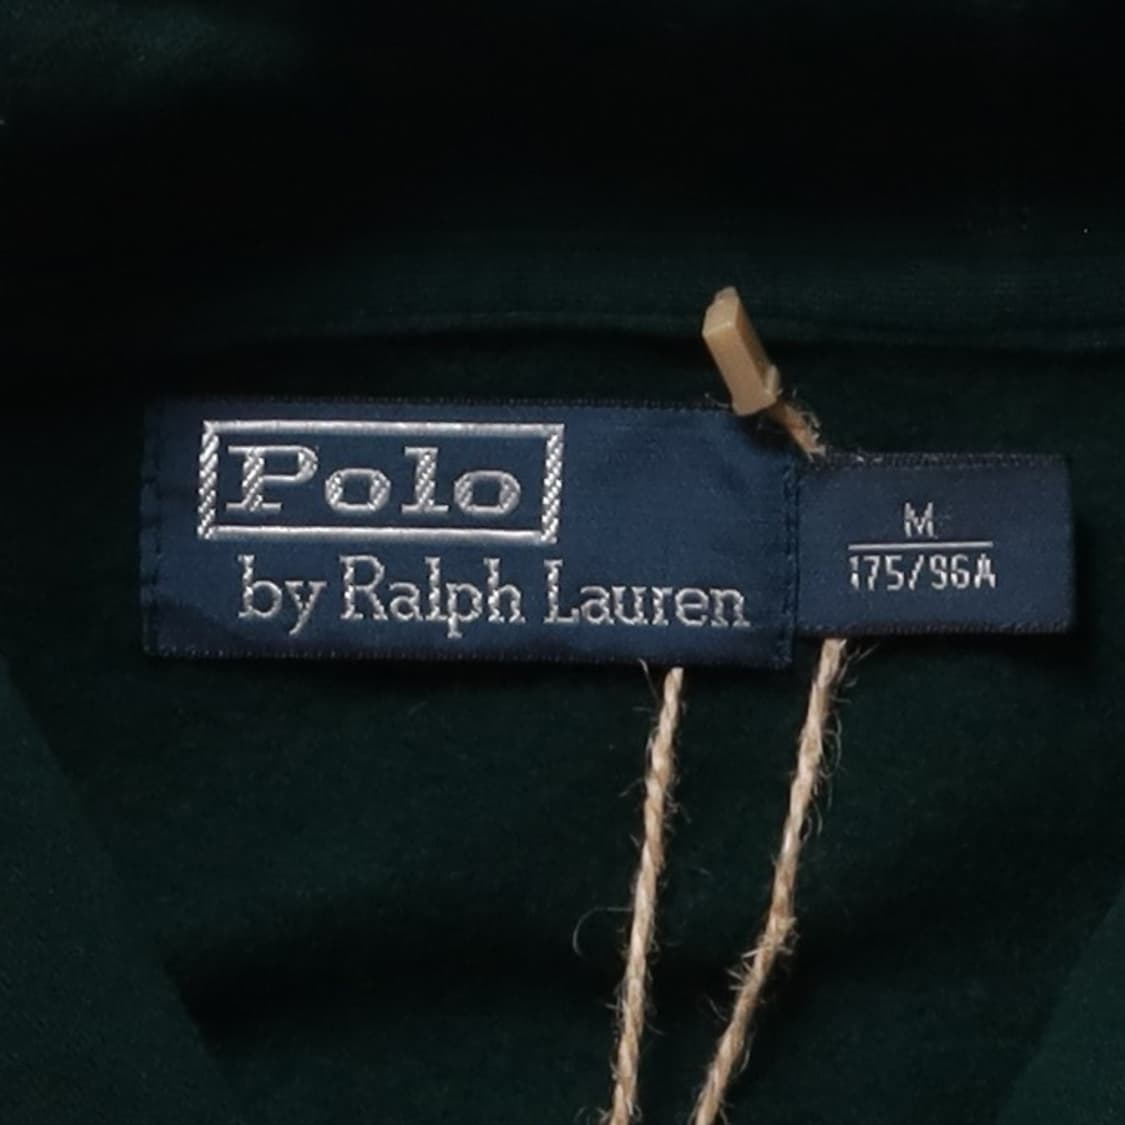 Polo
by Ralph Lauren
M
175/96A